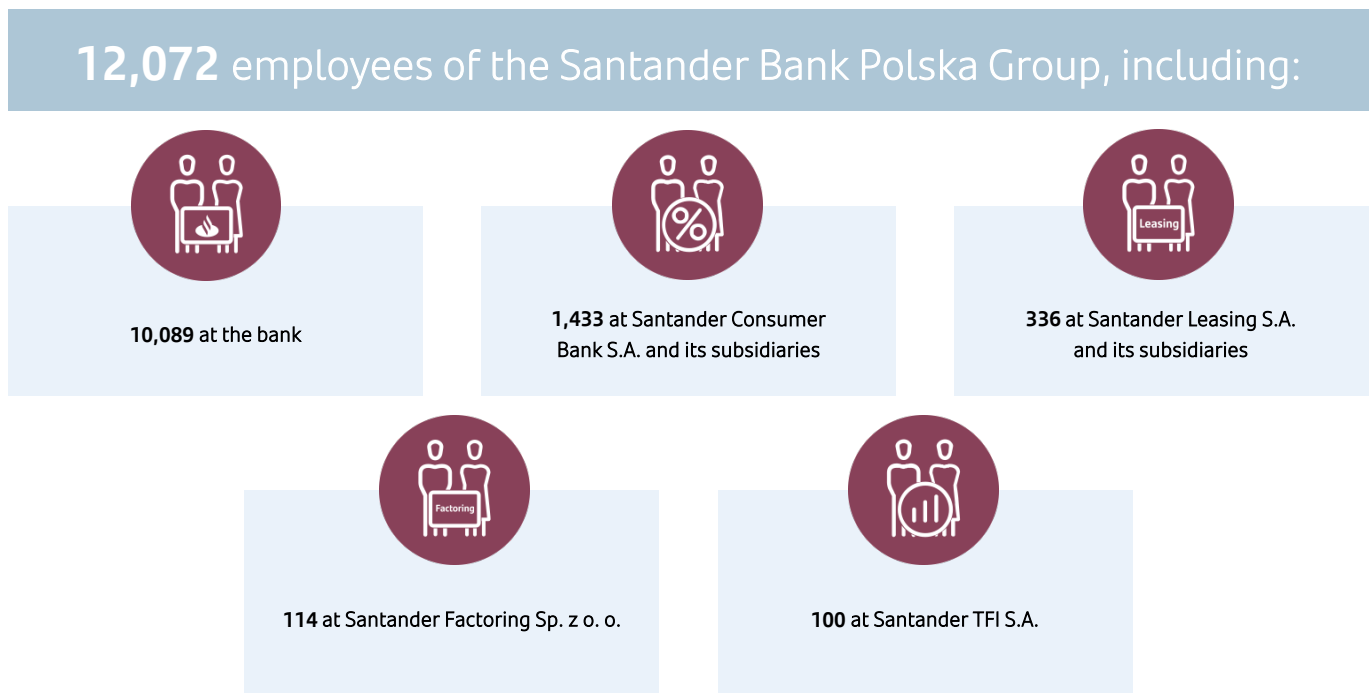 12,072 employees of the Santander Bank Polska Group, including:
Leasing
10,089 at the bank
1,433 at Santander Consumer
Bank S.A. and its subsidiaries
336 at Santander Leasing S.A.
and its subsidiaries
Factoring
114 at Santander Factoring Sp. z o. o.
100 at Santander TFI S.A.